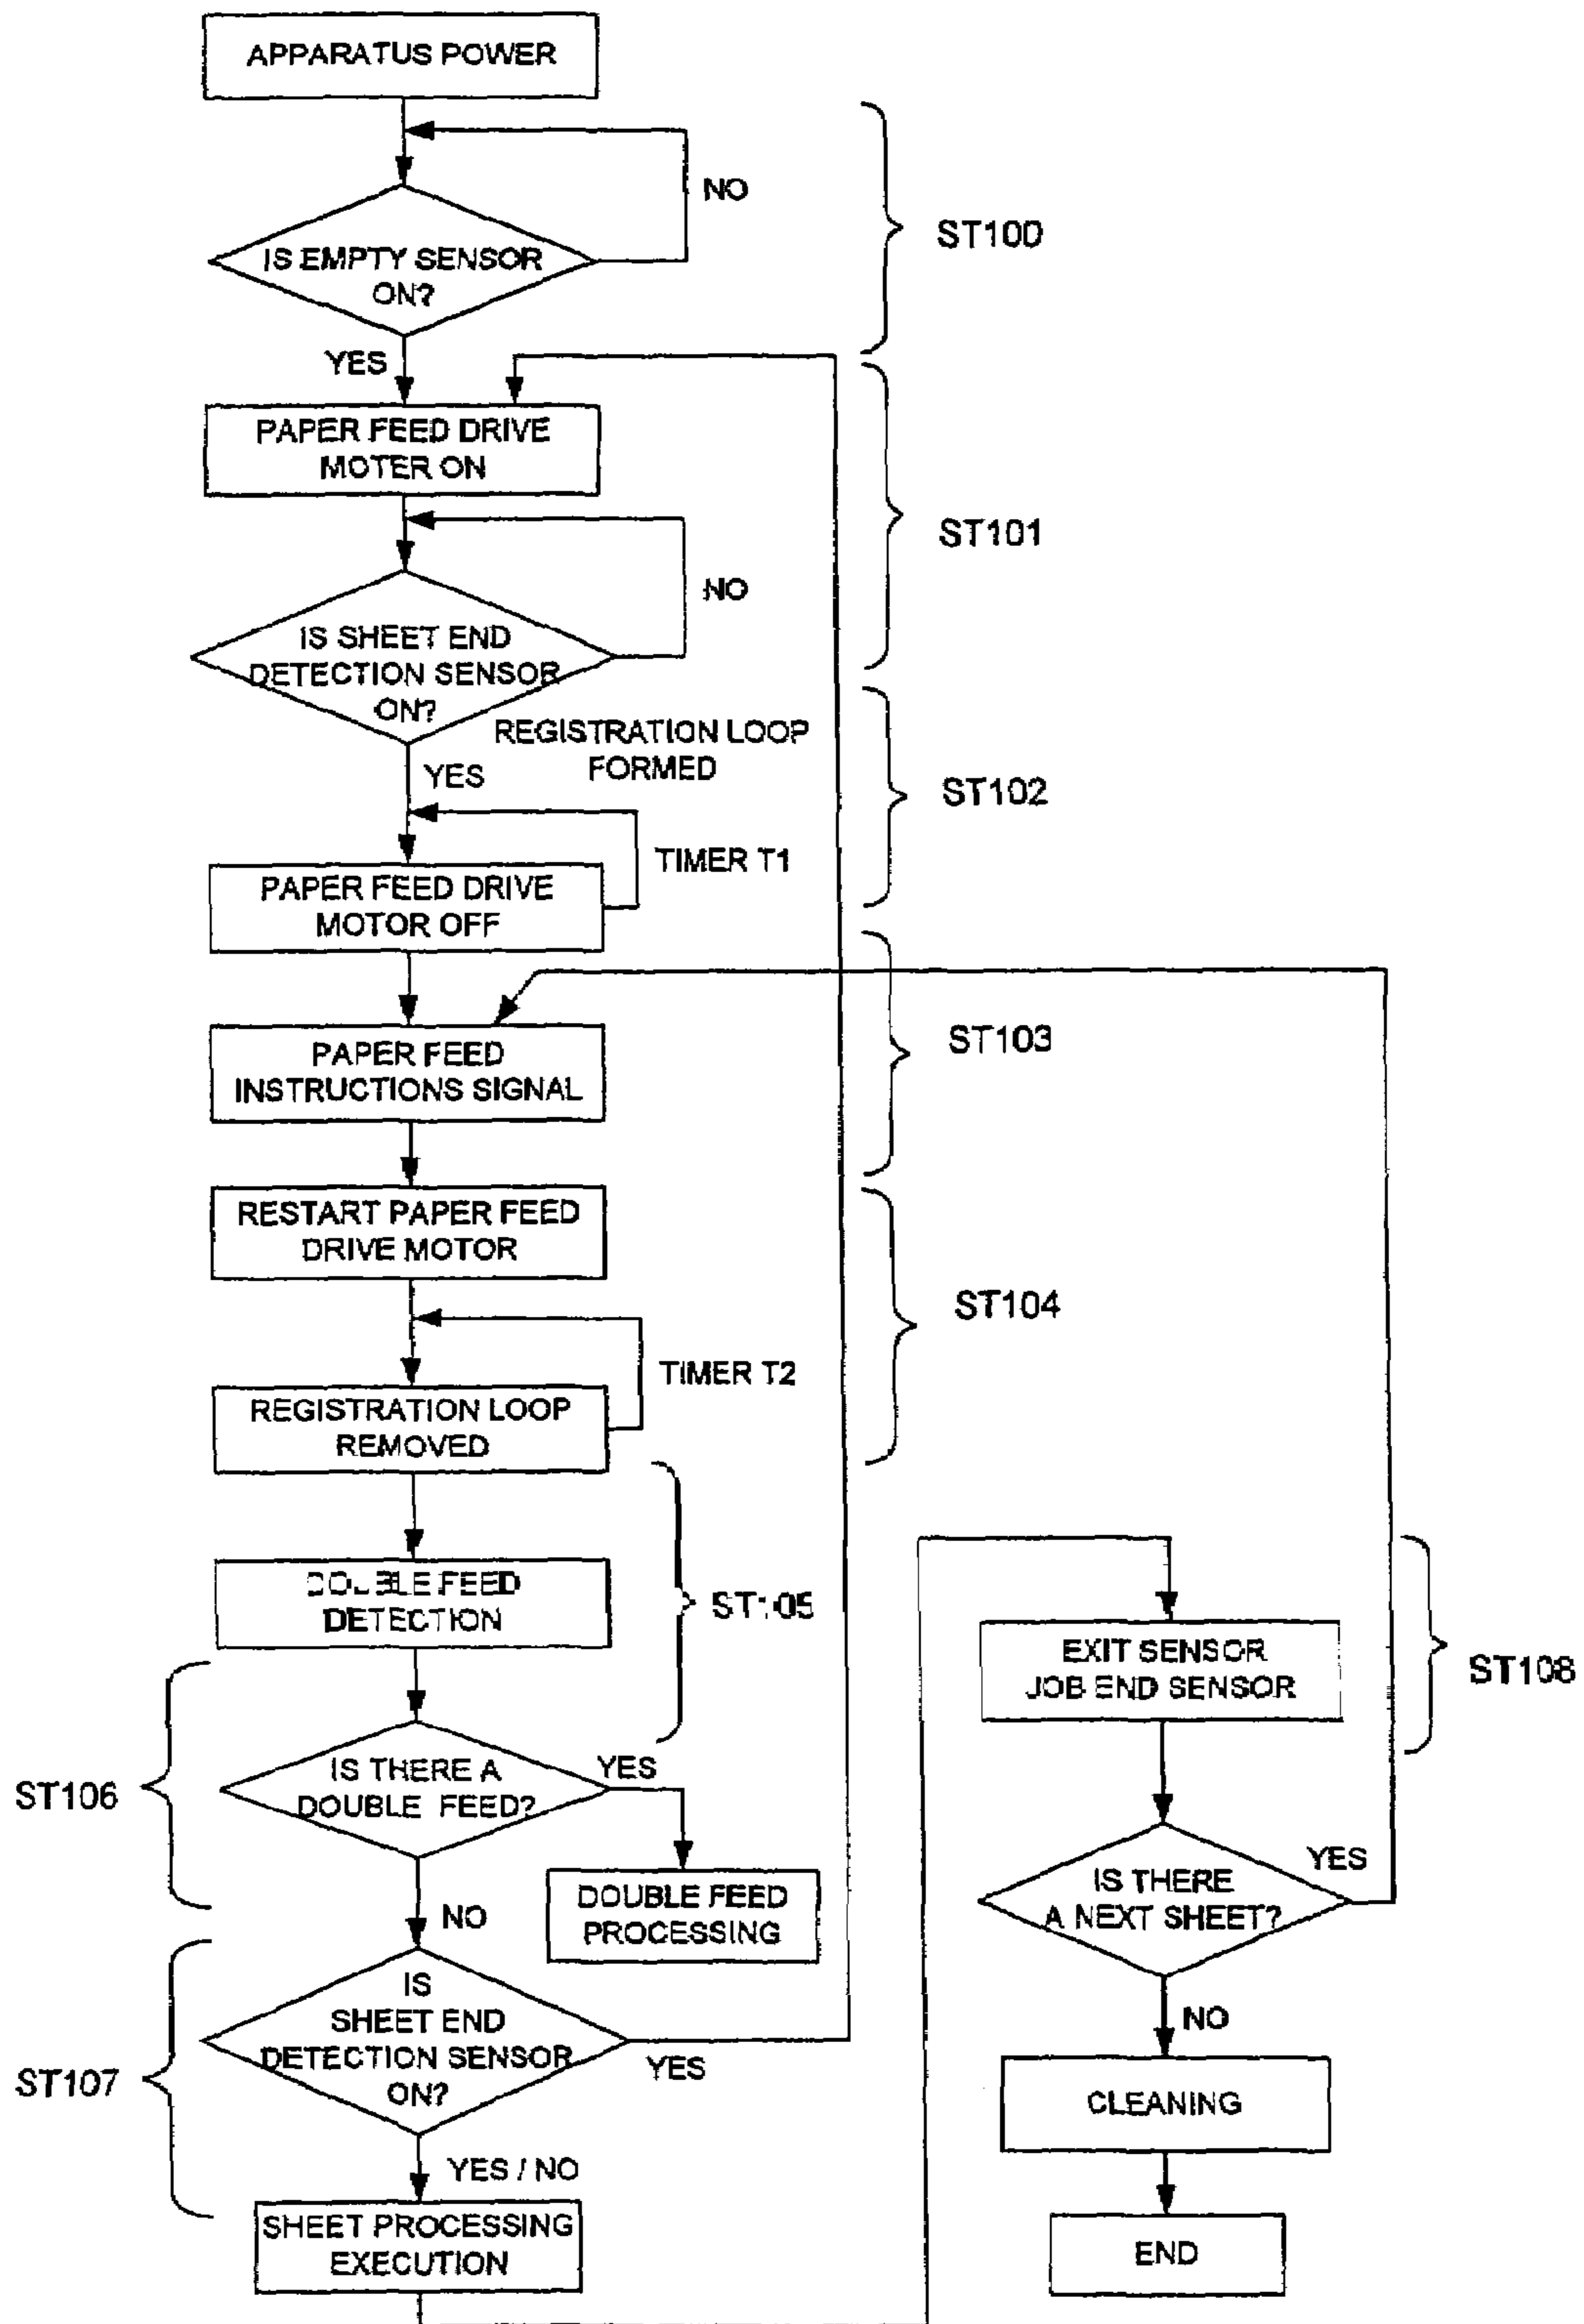 APPARATUS POWER
NO
ST100
IS EMPTY SENSOR
ON?
YES
PAPER FEED DRIVE
MOTER ON
ST101
NO
IS SHEET END
DETECTION SENSOR
ON?
REGISTRATION LOOP
FORMED
YES
ST102
TIMER T1
PAPER FEED DRIVE
MOTOR OFF
ST103
PAPER FEED
INSTRUCTIONS SIGNAL
RESTART PAPER FEED
DRIVE MOTOR
ST104
TIMER T2
REGISTRATION LOOP
REMOVED
DOUBLE FEED
DETECTION
ST105
IS THERE A
DOUBLE FEED?
YES
ST106
DOUBLE FEED
PROCESSING
NO
IS
SHEET END
DETECTION SENSOR
ON?
YES
ST107
YES / NO
SHEET PROCESSING
EXECUTION
EXIT SENSOR
JOB END SENSOR
ST108
IS THERE
A NEXT SHEET?
YES
NO
CLEANING
END